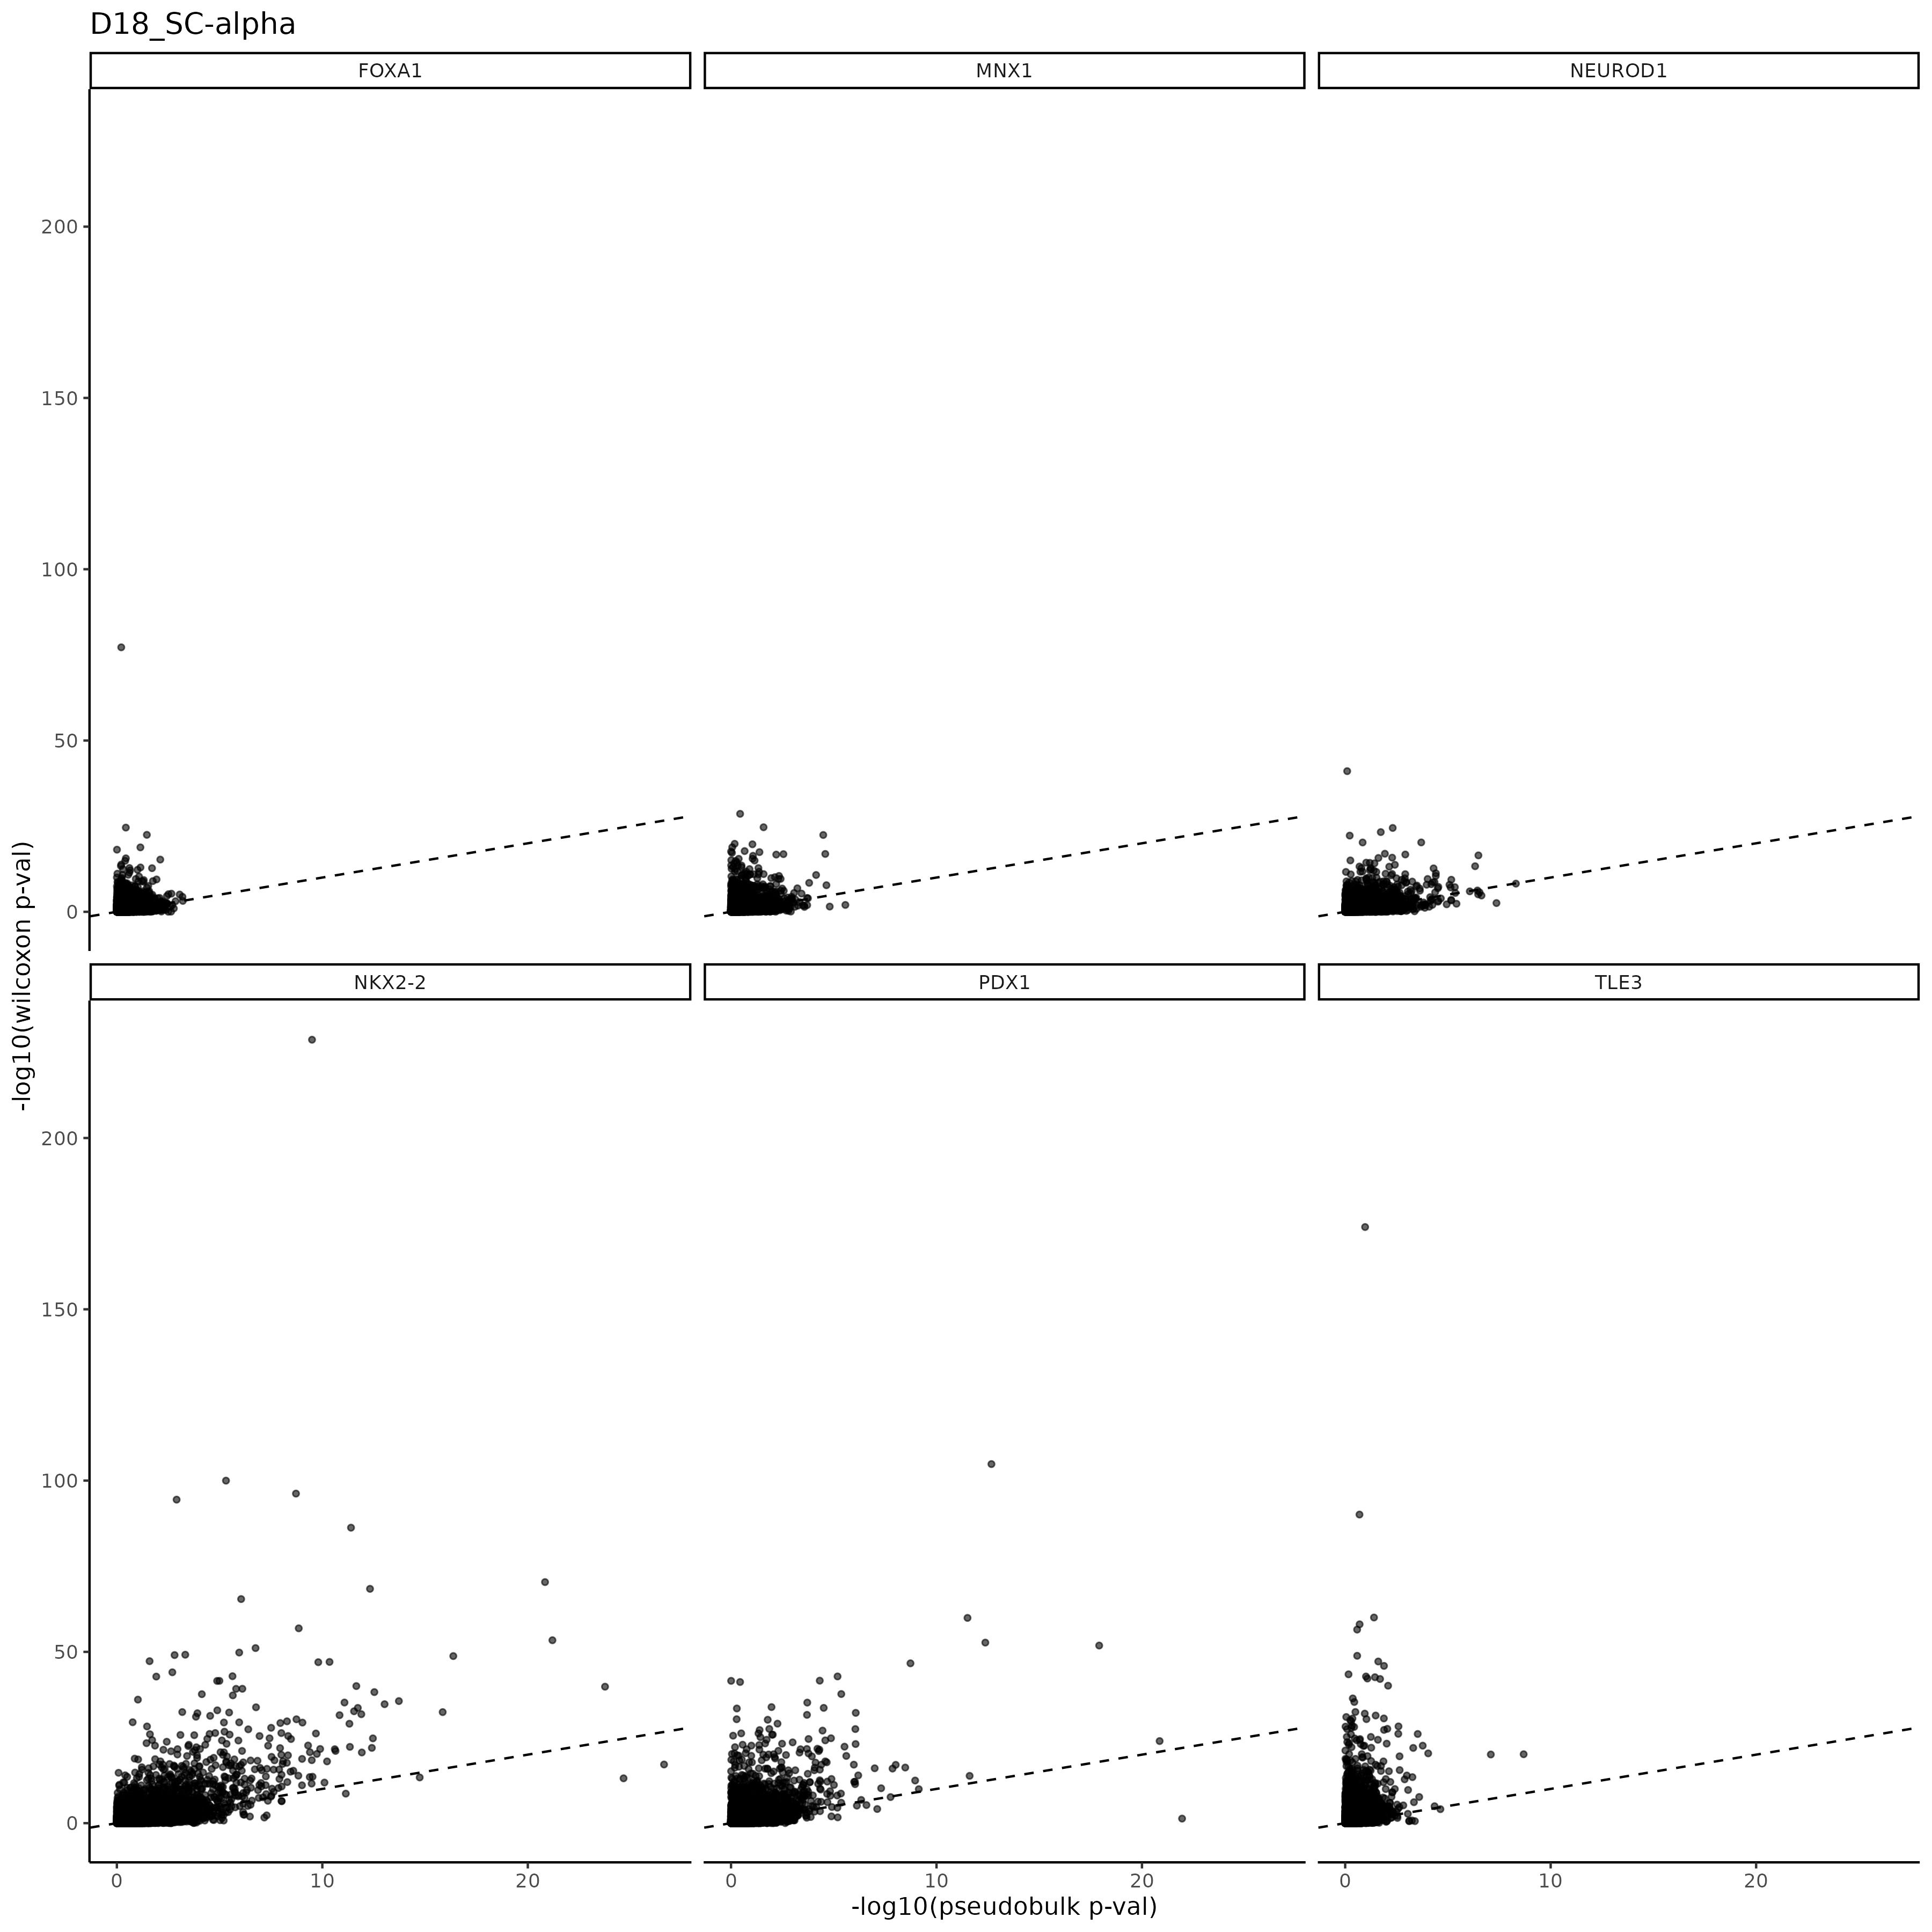 D18_SC-alpha
FOXA1
MNX1
NEUROD1
200
150
100
50
0
-log10(wilcoxon p-val)
NKX2-2
PDX1
TLE3
200
150
100
50
0
0 10 20
0 10 20
0 10 20
-log10(pseudobulk p-val)